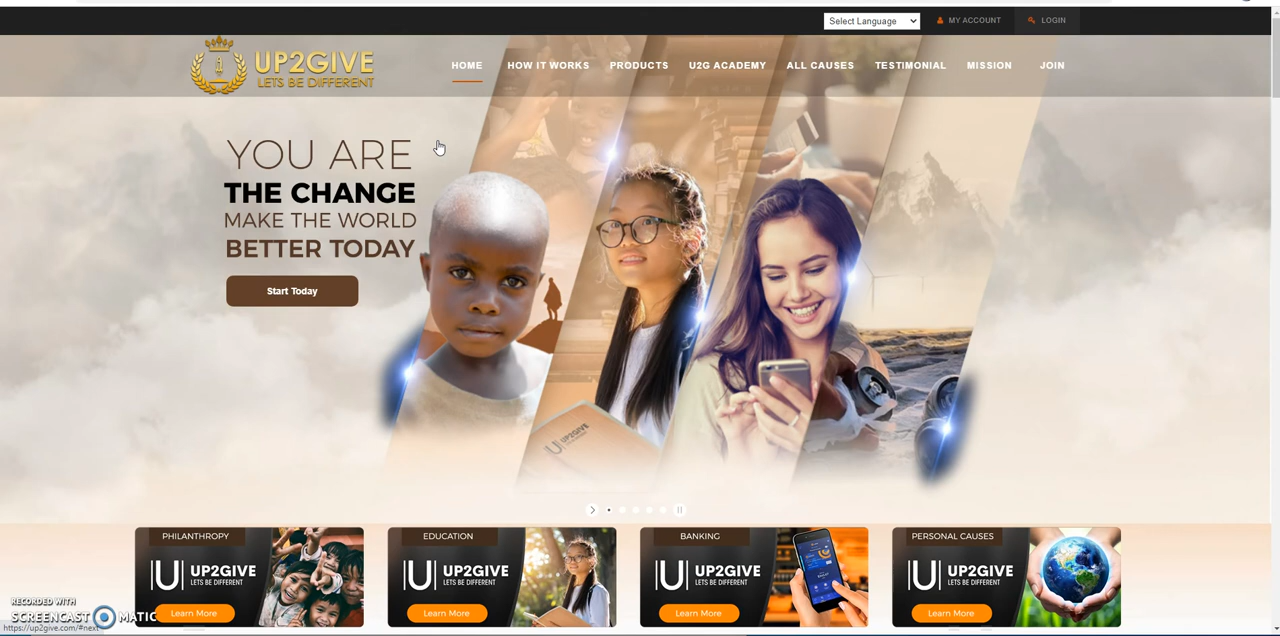 Select Language
MY ACCOUNT
LOGIN
UP2GIVE
LETS BE DIFFERENT
HOME
HOW IT WORKS
PRODUCTS
U2G ACADEMY
ALL CAUSES
TESTIMONIAL
MISSION
JOIN
YOU ARE
THE CHANGE
MAKE THE WORLD
BETTER TODAY
Start Today
UP2GIVE
PHILANTHROPY
UP2GIVE
LETS BE DIFFERENT
Learn More
EDUCATION
UP2GIVE
LETS BE DIFFERENT
Learn More
BANKING
UP2GIVE
LETS BE DIFFERENT
Learn More
PERSONAL CAUSES
UP2GIVE
LETS BE DIFFERENT
Learn More
RECORDED WITH
SCREENCAST MATIC
https://up2give.com/#next